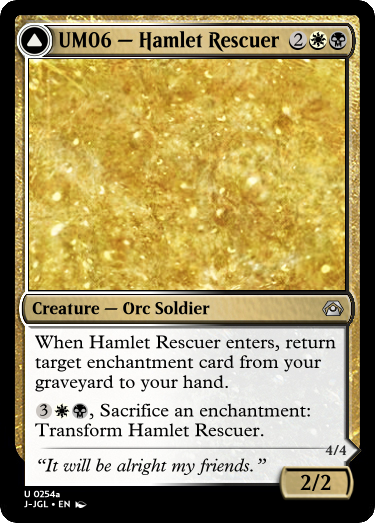 UM06 — Hamlet Rescuer 2
Creature — Orc Soldier
When Hamlet Rescuer enters, return
target enchantment card from your
graveyard to your hand.
3, Sacrifice an enchantment:
Transform Hamlet Rescuer.
4/4
“It will be alright my friends.”
2/2
U 0254a
J-JGL • EN